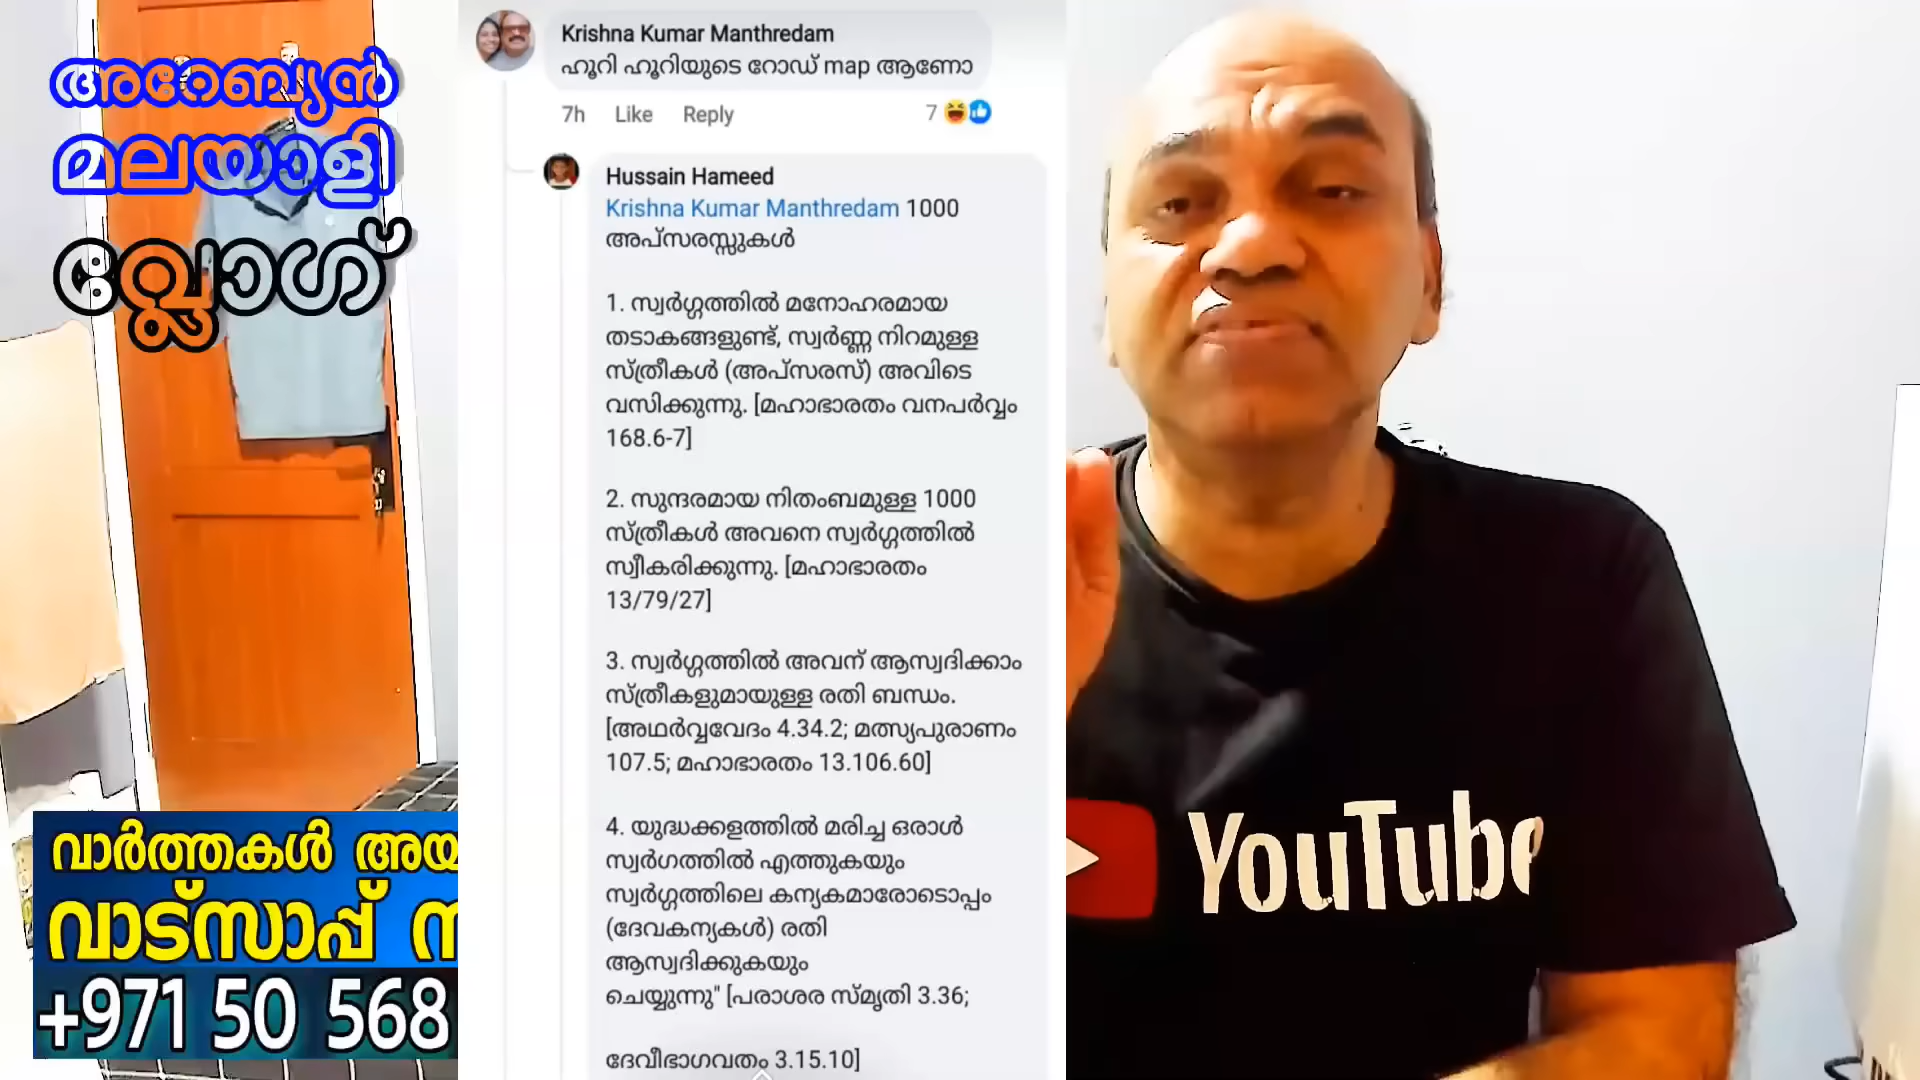 അറേബ്യൻ
മലയാളി
വ്ലോഗ്
വാർത്തകൾ
വാട്സാപ്പ്
+971 50 568
Krishna Kumar Manthredam
ഹൂറി ഹൂറിയുടെ റോഡ് map ആണോ
7h Like Reply 7
Hussain Hameed
Krishna Kumar Manthredam 1000
അപ്സരസ്സുകൾ
1. സ്വർഗ്ഗത്തിൽ മനോഹരമായ
തടാകങ്ങളുണ്ട്, സ്വർണ്ണ നിറമുള്ള
സ്ത്രീകൾ (അപ്സരസ്) അവിടെ
വസിക്കുന്നു. [മഹാഭാരതം വനപർവ്വം
168.6-7]
2. സുന്ദരമായ നിതംബമുള്ള 1000
സ്ത്രീകൾ അവനെ സ്വർഗ്ഗത്തിൽ
സ്വീകരിക്കുന്നു. [മഹാഭാരതം
13/79/27]
3. സ്വർഗ്ഗത്തിൽ അവന് ആസ്വദിക്കാം
സ്ത്രീകളുമായുള്ള രതി ബന്ധം.
[അഥർവ്വവേദം 4.34.2; മത്സ്യപുരാണം
107.5; മഹാഭാരതം 13.106.60]
4. യുദ്ധക്കളത്തിൽ മരിച്ച ഒരാൾ
സ്വർഗത്തിൽ എത്തുകയും
സ്വർഗ്ഗത്തിലെ കന്യകമാരോടൊപ്പം
(ദേവകന്യകൾ) രതി
ആസ്വദിക്കുകയും
ചെയ്യുന്നു" [പരാശര സ്മൃതി 3.36;
ദേവീഭാഗവതം 3.15.10]
YouTube